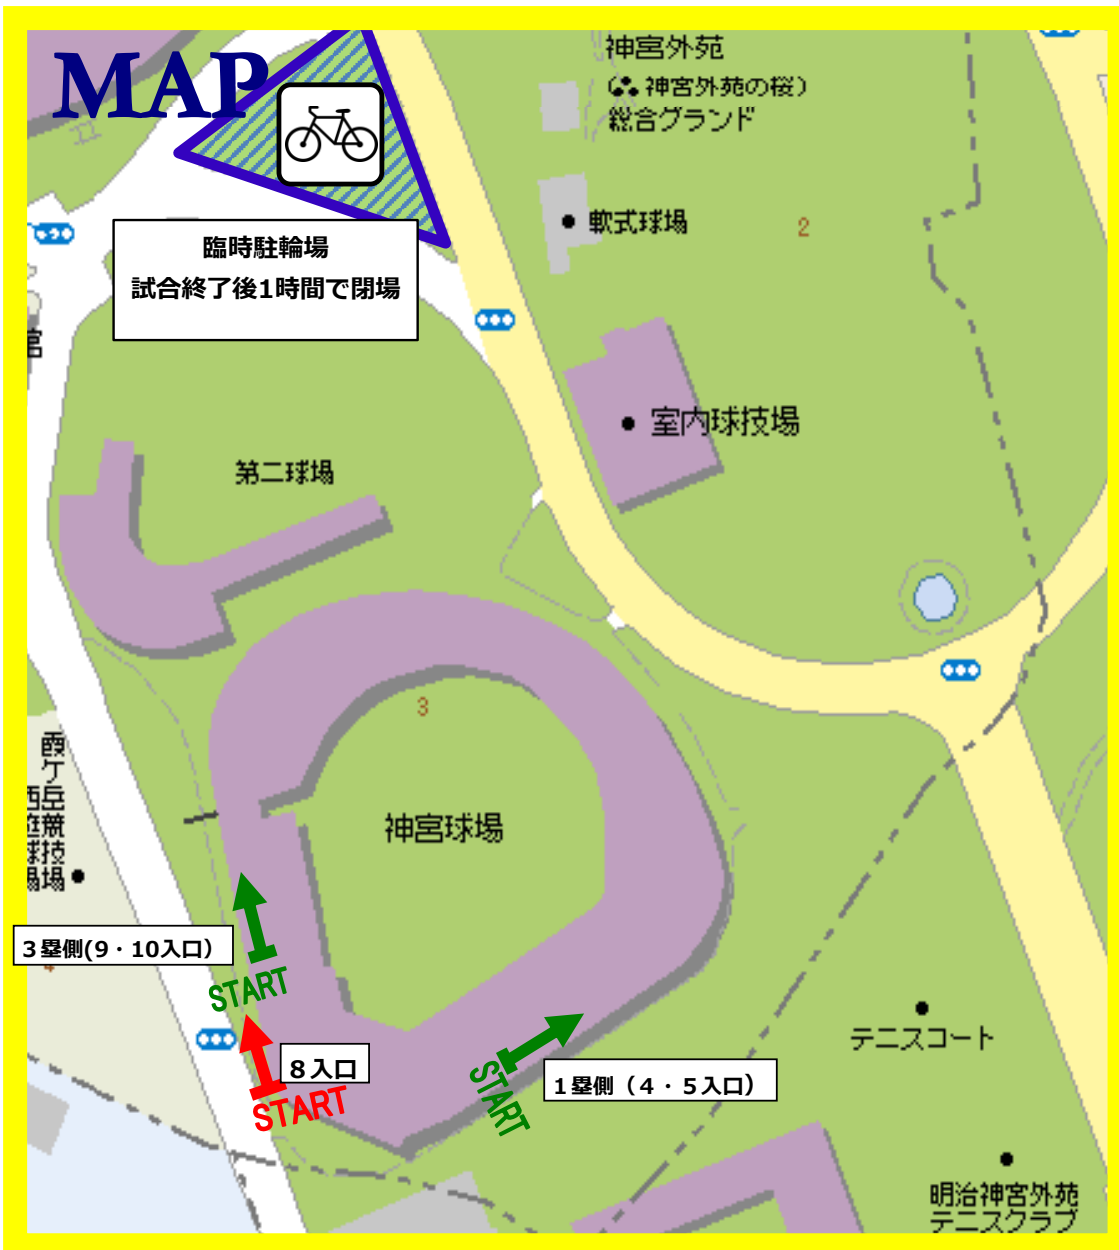 MAP
神宮外苑
(神宮外苑の桜)
総合グランド
軟式球場
2
臨時駐輪場
試合終了後1時間で閉場
室内球技場
第二球場
3
神宮球場
霞ケ岳競技場
3塁側(9・10入口)
START
START
8入口
START
1塁側(4・5入口)
テニスコート
明治神宮外苑
テニスクラブ